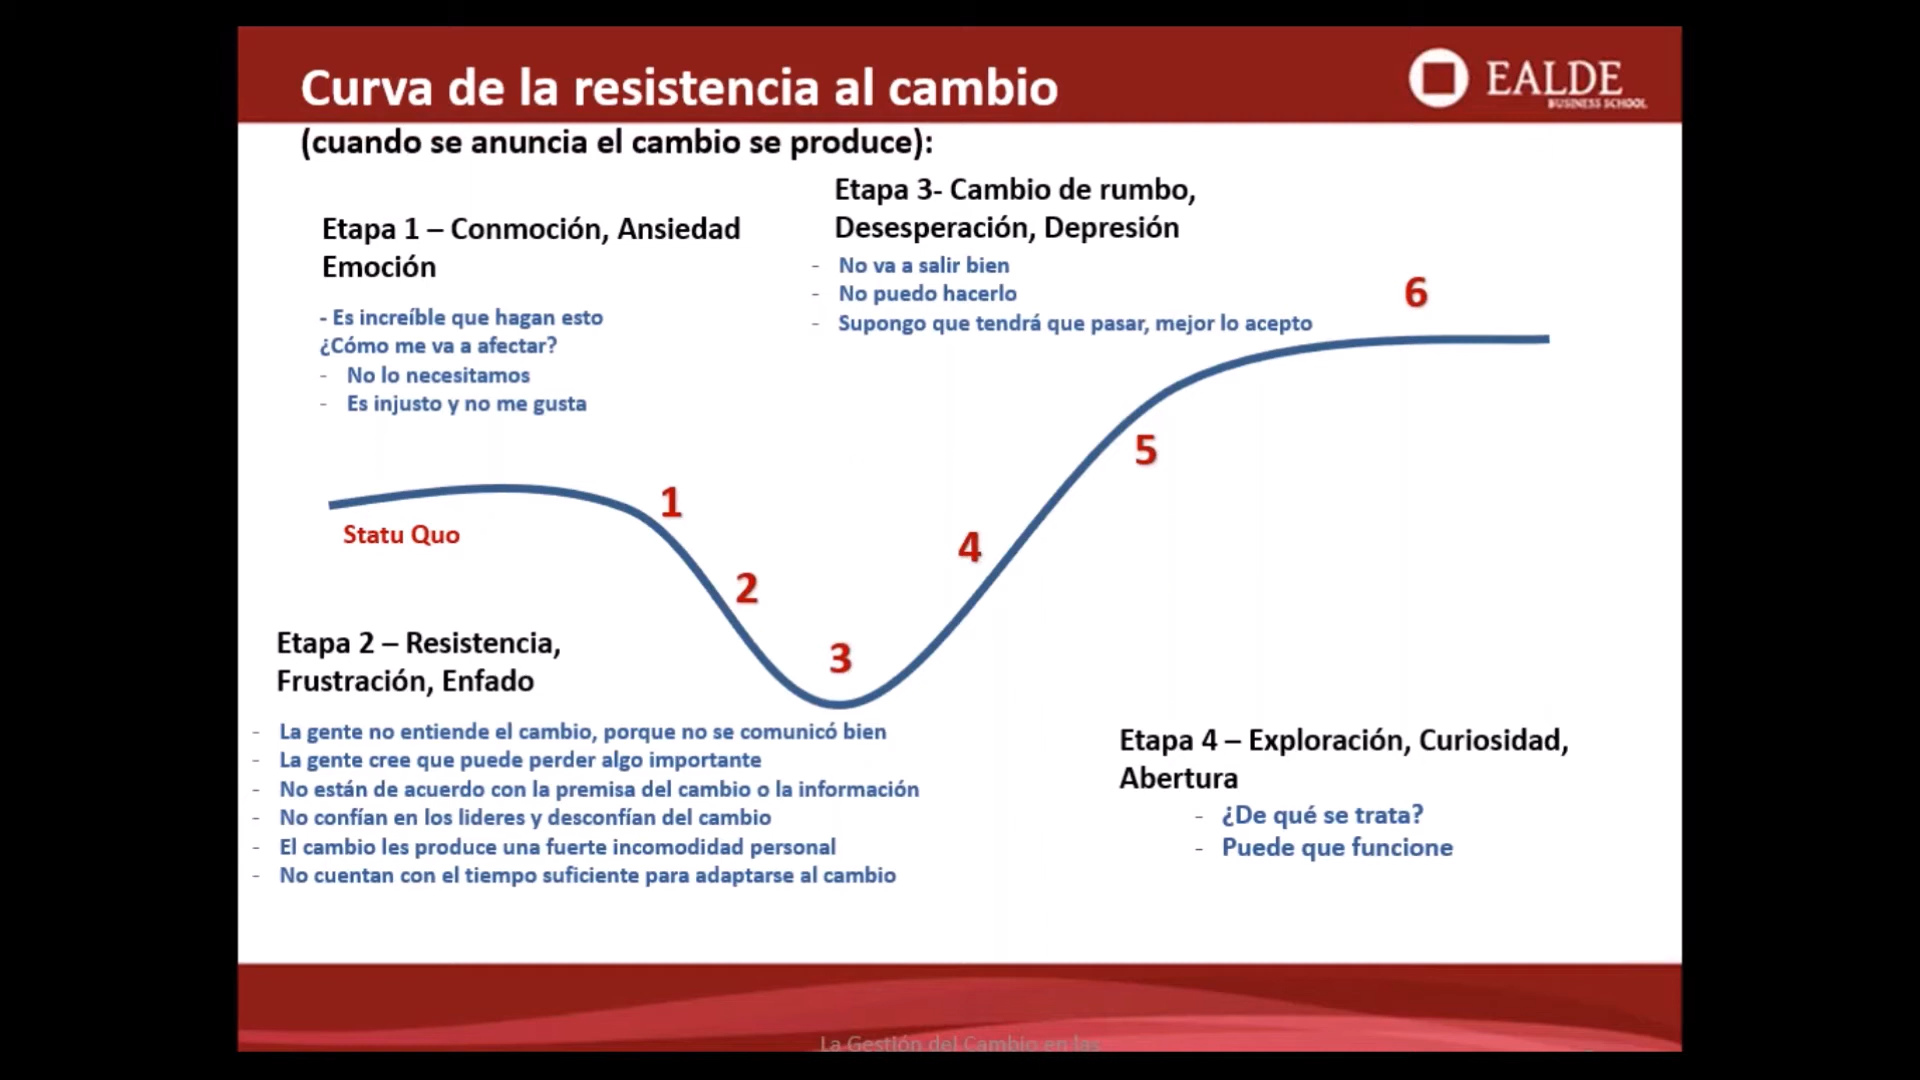 Curva de la resistencia al cambio
EALDE
BUSINESS SCHOOL
(cuando se anuncia el cambio se produce):
Etapa 1 – Conmoción, Ansiedad
Emoción
- Es increíble que hagan esto
¿Cómo me va a afectar?
- No lo necesitamos
- Es injusto y no me gusta
Etapa 3- Cambio de rumbo,
Desesperación, Depresión
- No va a salir bien
- No puedo hacerlo
- Supongo que tendrá que pasar, mejor lo acepto
6
5
1
Statu Quo
4
2
3
Etapa 2 – Resistencia,
Frustración, Enfado
- La gente no entiende el cambio, porque no se comunicó bien
- La gente cree que puede perder algo importante
- No están de acuerdo con la premisa del cambio o la información
- No confían en los lideres y desconfían del cambio
- El cambio les produce una fuerte incomodidad personal
- No cuentan con el tiempo suficiente para adaptarse al cambio
Etapa 4 – Exploración, Curiosidad,
Abertura
- ¿De qué se trata?
- Puede que funcione
La Gestión del Cambio en las